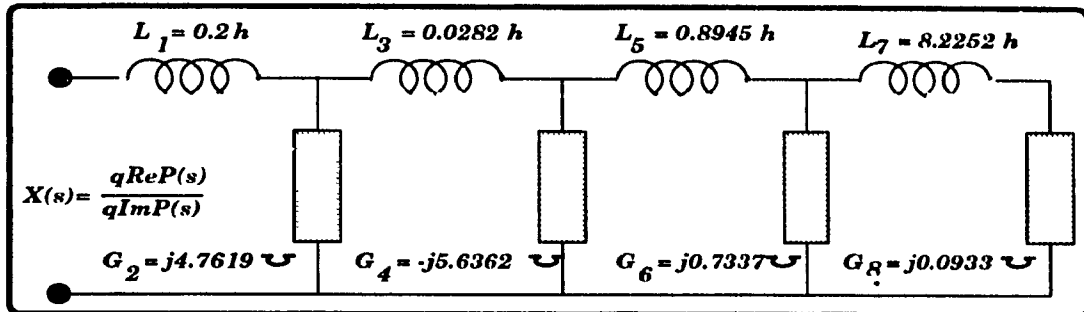 L1 = 0.2 h
L3 = 0.0282 h
L5 = 0.8945 h
L7 = 8.2252 h
X(s) = qReP(s) / qImP(s)
G2 = j4.7619 ℧
G4 = -j5.6362 ℧
G6 = j0.7337 ℧
G8 = j0.0933 ℧